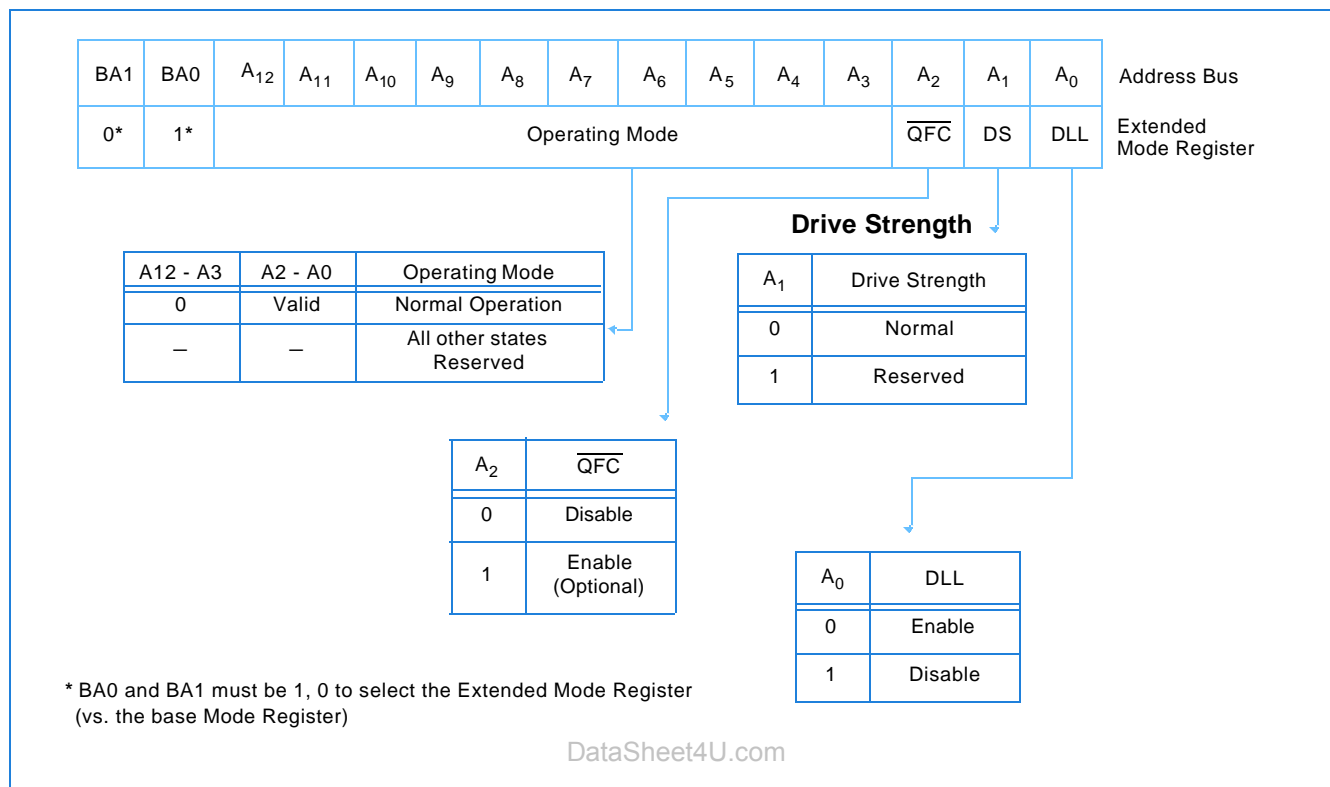 BA1 BA0 A12 A11 A10 A9 A8 A7 A6 A5 A4 A3 A2 A1 A0 Address Bus
0* 1* Operating Mode Q̅F̅C̅ DS DLL Extended
Mode Register
Drive Strength
A12 - A3 A2 - A0 Operating Mode
0 Valid Normal Operation
– – All other states
Reserved
A1 Drive Strength
0 Normal
1 Reserved
A2 Q̅F̅C̅
0 Disable
1 Enable
(Optional)
A0 DLL
0 Enable
1 Disable
* BA0 and BA1 must be 1, 0 to select the Extended Mode Register
(vs. the base Mode Register)
DataSheet4U.com